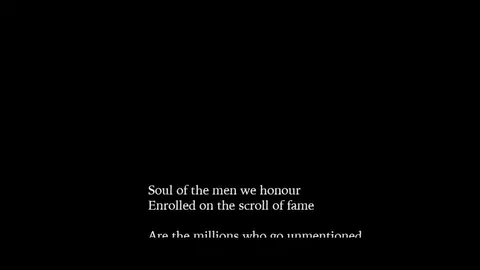 Soul of the men we honour
Enrolled on the scroll of fame
Are the millions who go unmentioned